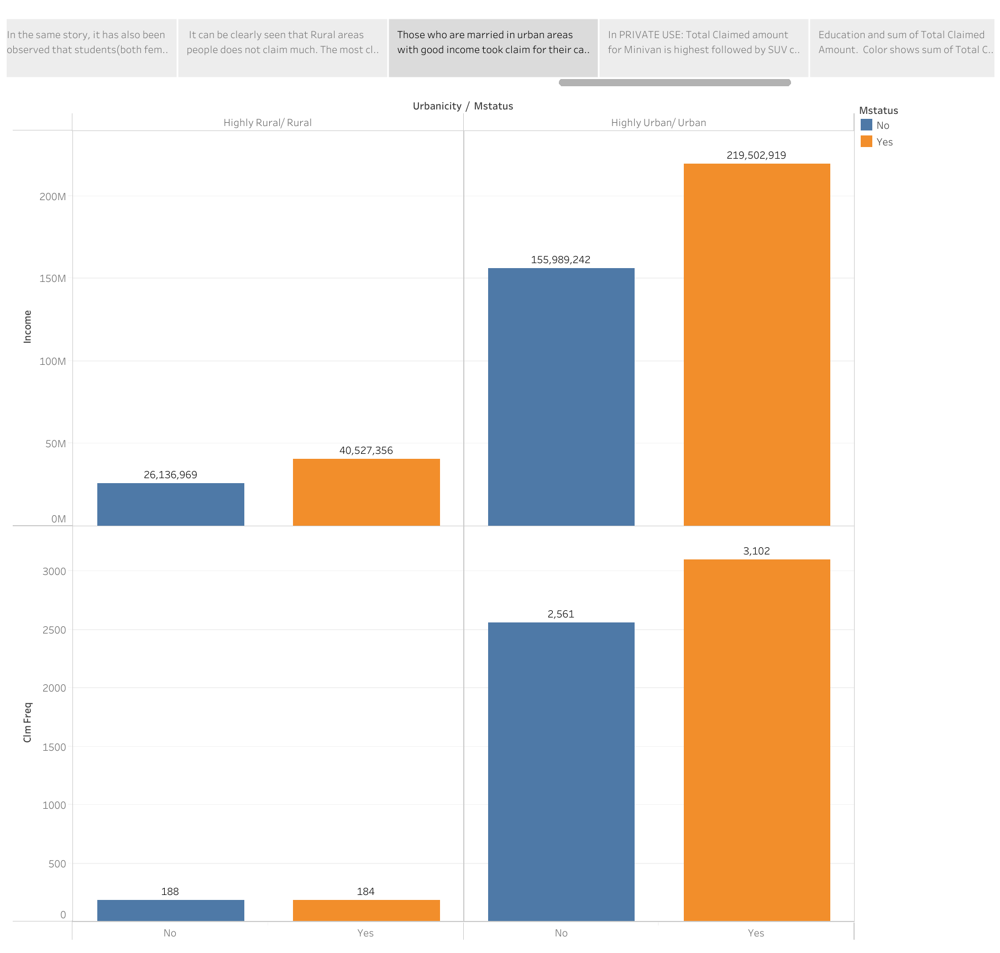 In the same story, it has also been
observed that students(both fem..
It can be clearly seen that Rural areas
people does not claim much. The most cl..
Those who are married in urban areas
with good income took claim for their ca..
In PRIVATE USE: Total Claimed amount
for Minivan is highest followed by SUV c..
Education and sum of Total Claimed
Amount.  Color shows sum of Total C..
Urbanicity / Mstatus
Highly Rural/ Rural
Highly Urban/ Urban
Mstatus
No
Yes
Income
200M
150M
100M
50M
0M
26,136,969
40,527,356
155,989,242
219,502,919
Clm Freq
3000
2500
2000
1500
1000
500
0
188
184
2,561
3,102
No
Yes
No
Yes